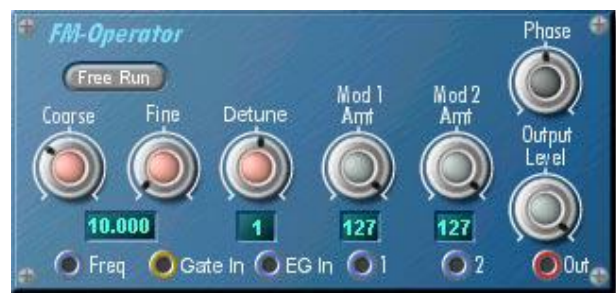 FM-Operator
Phase
Free Run
Mod 1 Mod 2
Coarse Fine Detune Amt Amt
Output
Level
10.000 1 127 127
Freq Gate In EG In 1 2 Out